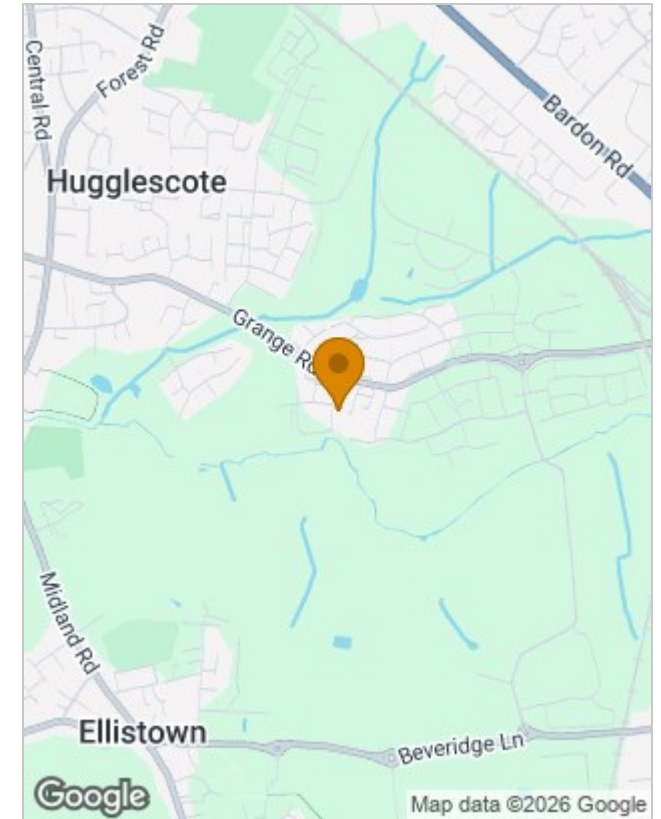 Central Rd
Forest Rd
Bardon Rd
Hugglescote
Grange Rd
Midland Rd
Ellistown
Beveridge Ln
Google
Map data ©2026 Google